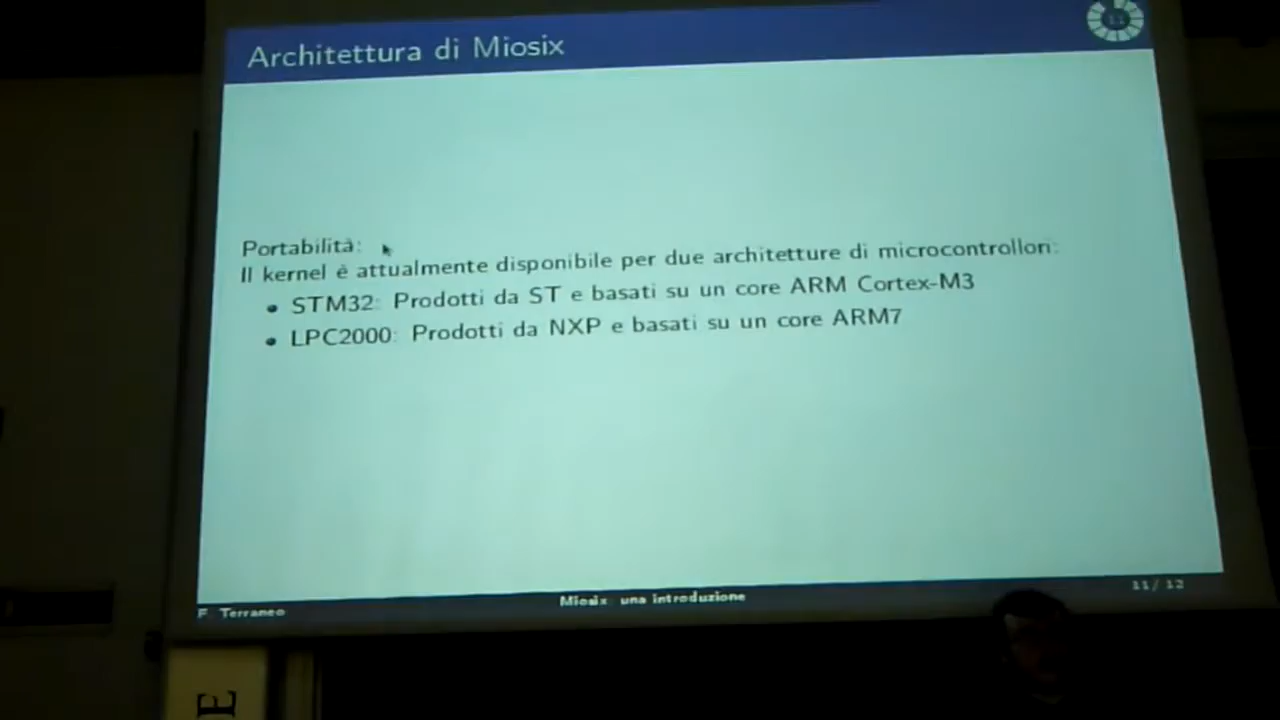 Architettura di Miosix
Portabilità:
Il kernel è attualmente disponibile per due architetture di microcontrollori:
STM32: Prodotti da ST e basati su un core ARM Cortex-M3
LPC2000: Prodotti da NXP e basati su un core ARM7
F. Terraneo
Miosix: una introduzione
11 / 12
E